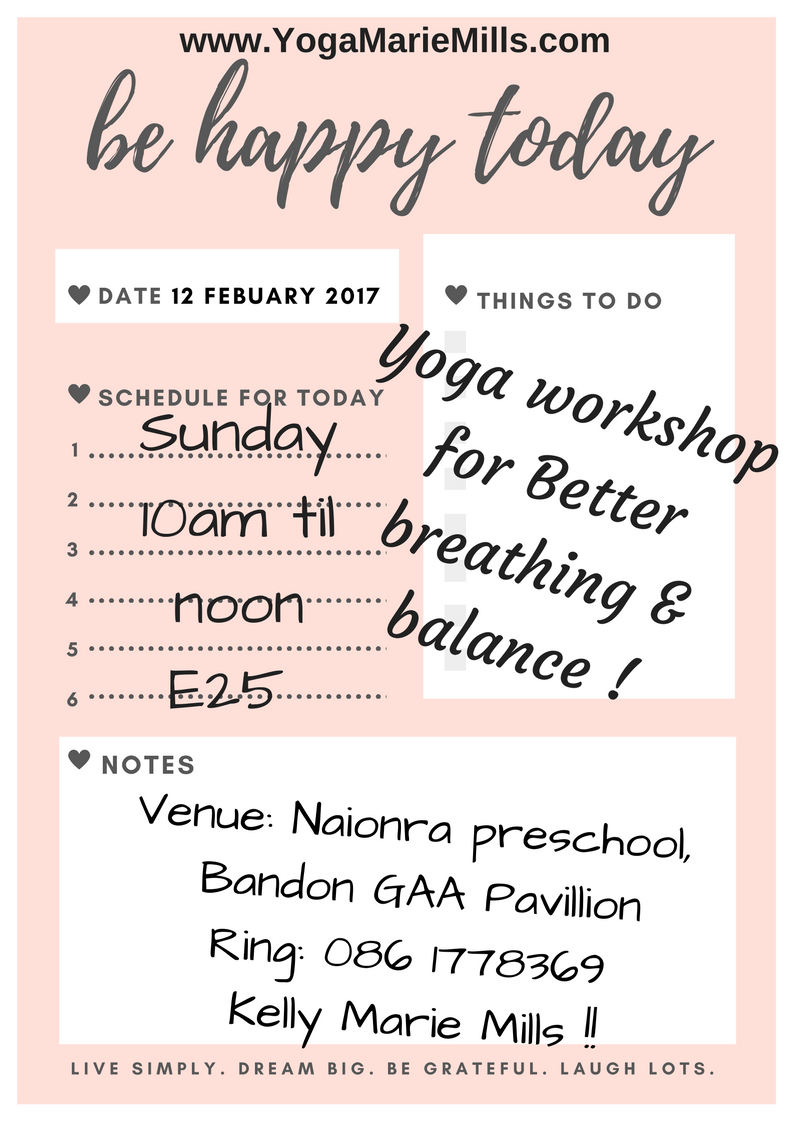 www.YogaMarieMills.com
be happy today
DATE 12 FEBUARY 2017
SCHEDULE FOR TODAY
1 Sunday
2
10am til
3
4 noon
5
6 E25
THINGS TO DO
Yoga workshop
for Better
breathing &
balance !
NOTES
Venue: Naionra preschool,
Bandon GAA Pavillion
Ring: 086 1778369
Kelly Marie Mills !!
LIVE SIMPLY. DREAM BIG. BE GRATEFUL. LAUGH LOTS.